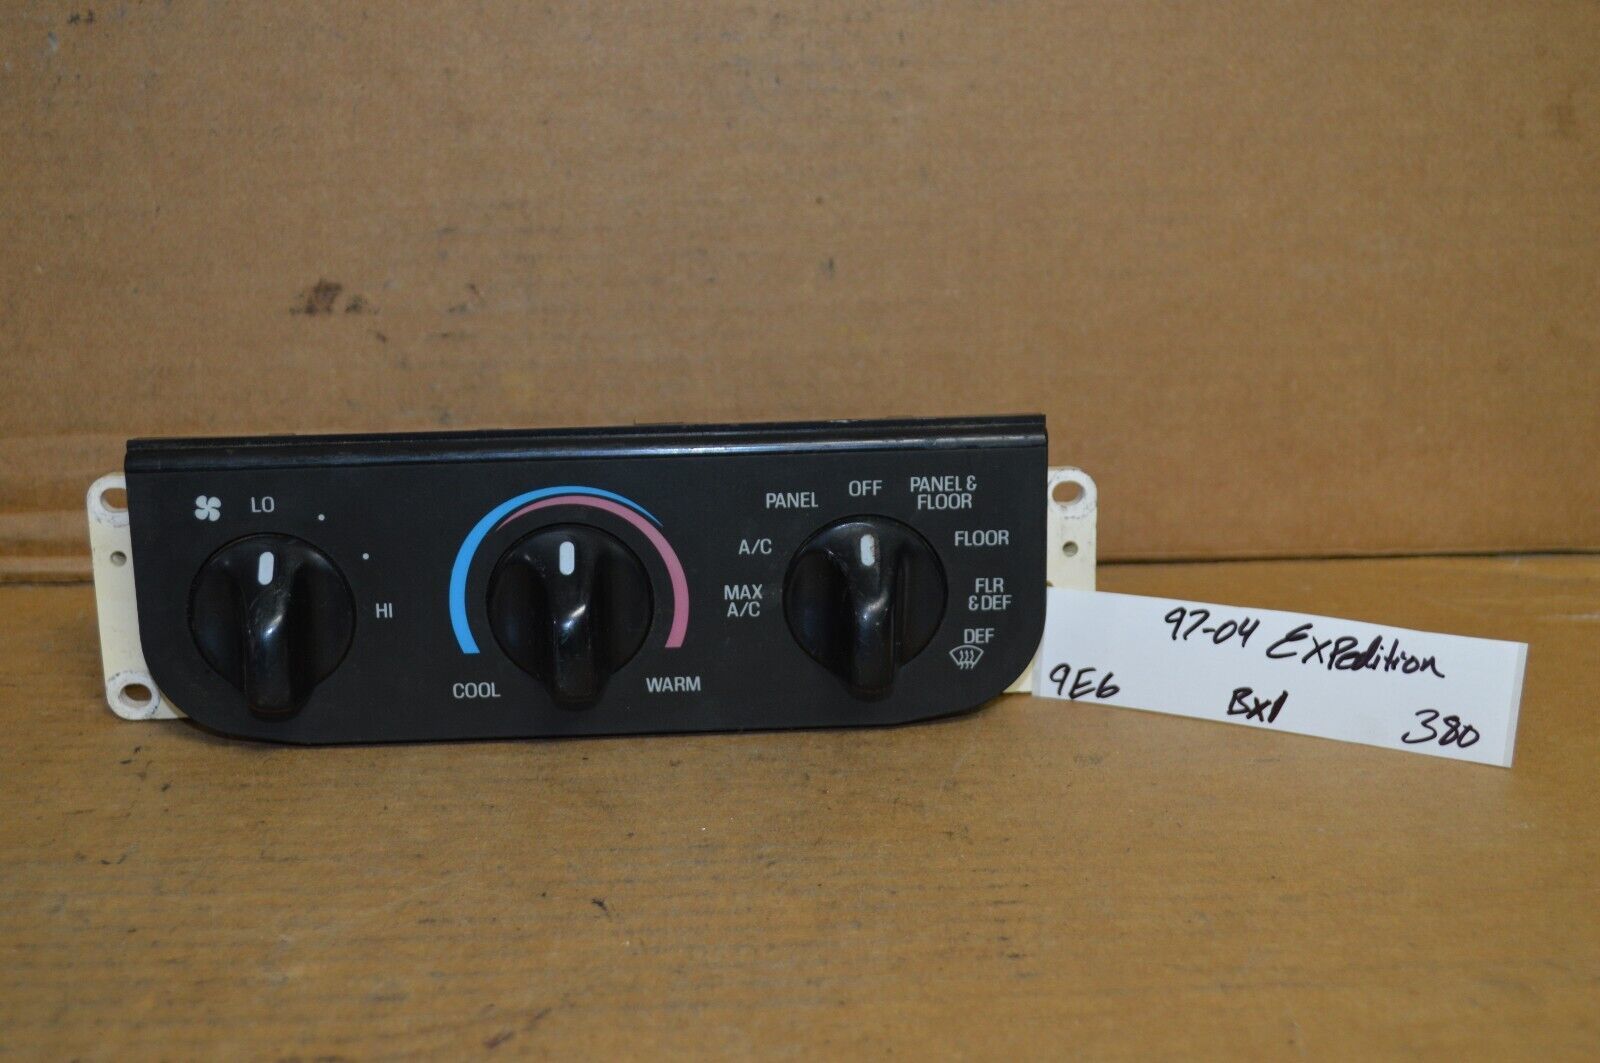 LO
HI
COOL
WARM
PANEL
OFF
PANEL &
FLOOR
A/C
FLOOR
MAX
A/C
FLR
& DEF
DEF
97-04 EXPedition
9E6
Bx1
380